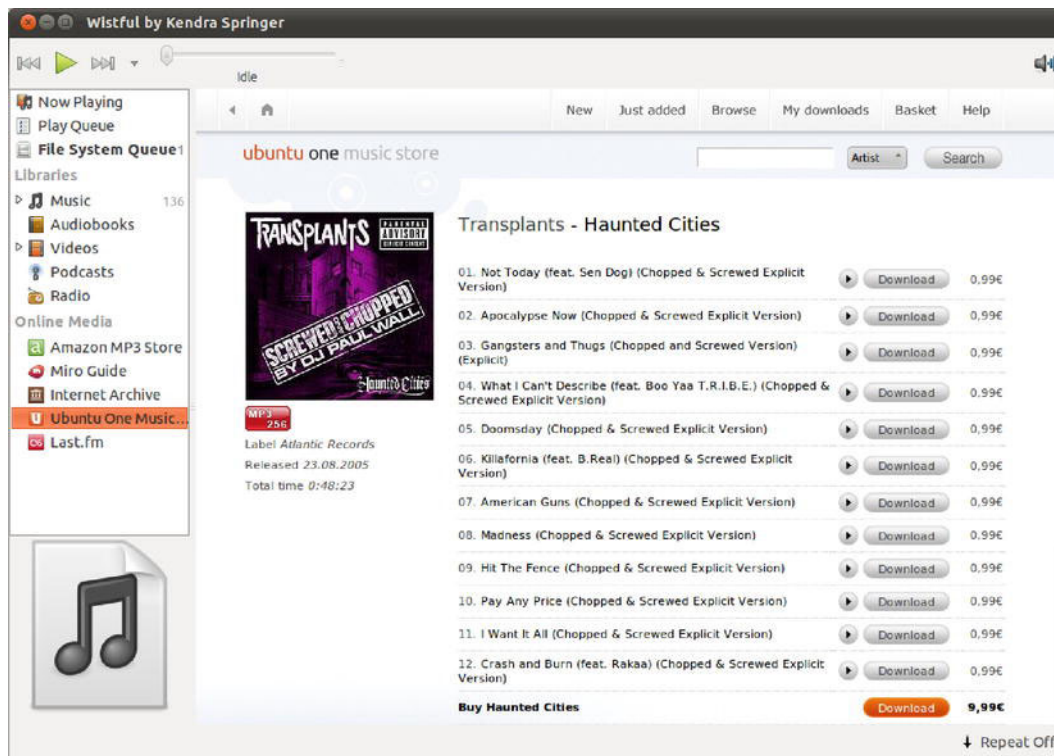 Wistful by Kendra Springer
Idle
Now Playing
Play Queue
File System Queue 1
Libraries
Music 136
Audiobooks
Videos
Podcasts
Radio
Online Media
Amazon MP3 Store
Miro Guide
Internet Archive
Ubuntu One Music...
Last.fm
New Just added Browse My downloads Basket Help
ubuntu one music store
Artist Search
TRANSPLANTS
PARENTAL
ADVISORY
EXPLICIT CONTENT
SCREWED AND CHOPPED
BY DJ PAUL WALL
Haunted Cities
MP3
256
Label Atlantic Records
Released 23.08.2005
Total time 0:48:23
Transplants - Haunted Cities
01. Not Today (feat. Sen Dog) (Chopped & Screwed Explicit
Version) Download 0,99€
02. Apocalypse Now (Chopped & Screwed Explicit Version) Download 0,99€
03. Gangsters and Thugs (Chopped and Screwed Version)
(Explicit) Download 0,99€
04. What I Can't Describe (feat. Boo Yaa T.R.I.B.E.) (Chopped &
Screwed Explicit Version) Download 0,99€
05. Doomsday (Chopped & Screwed Explicit Version) Download 0,99€
06. Killafornia (feat. B.Real) (Chopped & Screwed Explicit
Version) Download 0,99€
07. American Guns (Chopped & Screwed Explicit Version) Download 0,99€
08. Madness (Chopped & Screwed Explicit Version) Download 0,99€
09. Hit The Fence (Chopped & Screwed Explicit Version) Download 0,99€
10. Pay Any Price (Chopped & Screwed Explicit Version) Download 0,99€
11. I Want It All (Chopped & Screwed Explicit Version) Download 0,99€
12. Crash and Burn (feat. Rakaa) (Chopped & Screwed Explicit
Version) Download 0,99€
Buy Haunted Cities Download 9,99€
Repeat Off